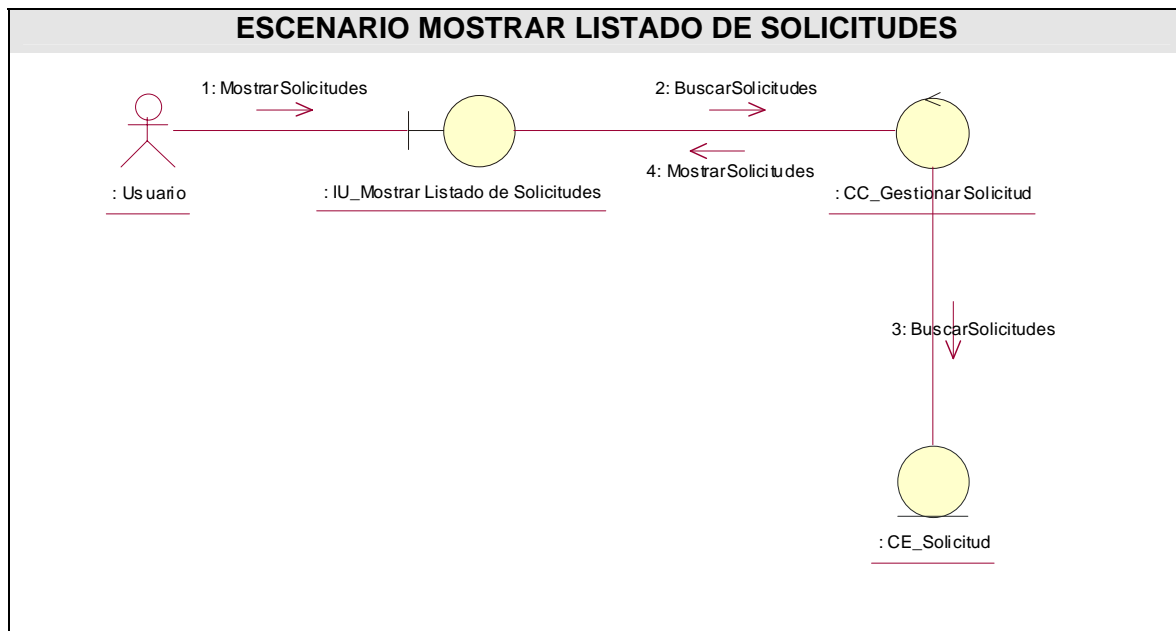 ESCENARIO MOSTRAR LISTADO DE SOLICITUDES
1: MostrarSolicitudes
2: BuscarSolicitudes
4: MostrarSolicitudes
: Usuario
: IU_Mostrar Listado de Solicitudes
: CC_Gestionar Solicitud
3: BuscarSolicitudes
: CE_Solicitud